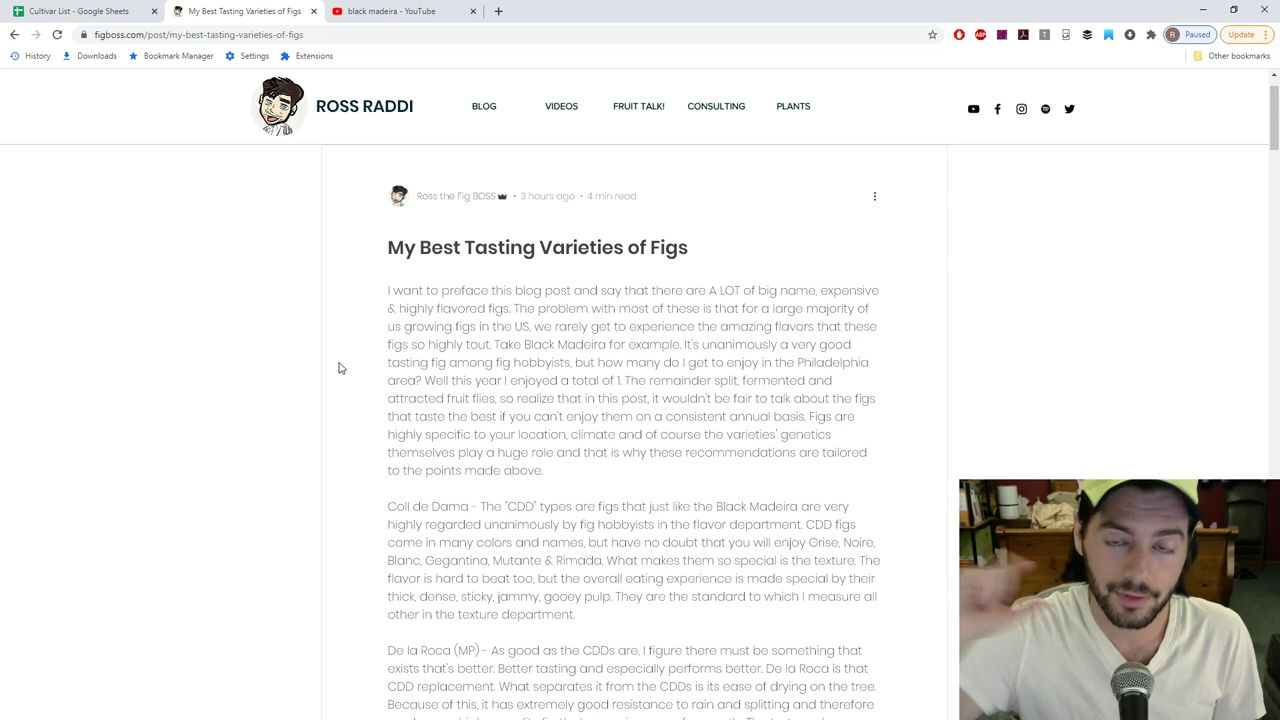 Cultivar List - Google Sheets
My Best Tasting Varieties of Figs
black madeira - YouTube
figboss.com/post/my-best-tasting-varieties-of-figs
Paused
Update
History
Downloads
Bookmark Manager
Settings
Extensions
Other bookmarks
ROSS RADDI
BLOG
VIDEOS
FRUIT TALK!
CONSULTING
PLANTS
Ross the Fig BOSS
· 3 hours ago · 4 min read
My Best Tasting Varieties of Figs
I want to preface this blog post and say that there are A LOT of big name, expensive
& highly flavored figs. The problem with most of these is that for a large majority of
us growing figs in the US, we rarely get to experience the amazing flavors that these
figs so highly tout. Take Black Madeira for example. It's unanimously a very good
tasting fig among fig hobbyists, but how many do I get to enjoy in the Philadelphia
area? Well this year I enjoyed a total of 1. The remainder split, fermented and
attracted fruit flies, so realize that in this post, it wouldn't be fair to talk about the figs
that taste the best if you can't enjoy them on a consistent annual basis. Figs are
highly specific to your location, climate and of course the varieties' genetics
themselves play a huge role and that is why these recommendations are tailored
to the points made above.
Coll de Dama - The "CDD" types are figs that just like the Black Madeira are very
highly regarded unanimously by fig hobbyists in the flavor department. CDD figs
come in many colors and names, but have no doubt that you will enjoy Grise, Noire,
Blanc, Gegantina, Mutante & Rimada. What makes them so special is the texture. The
flavor is hard to beat too, but the overall eating experience is made special by their
thick, dense, sticky, jammy, gooey pulp. They are the standard to which I measure all
other in the texture department.
De la Roca (MP) - As good as the CDDs are, I figure there must be something that
exists that's better. Better tasting and especially performs better. De la Roca is that
CDD replacement. What separates it from the CDDs is its ease of drying on the tree.
Because of this, it has extremely good resistance to rain and splitting and therefore